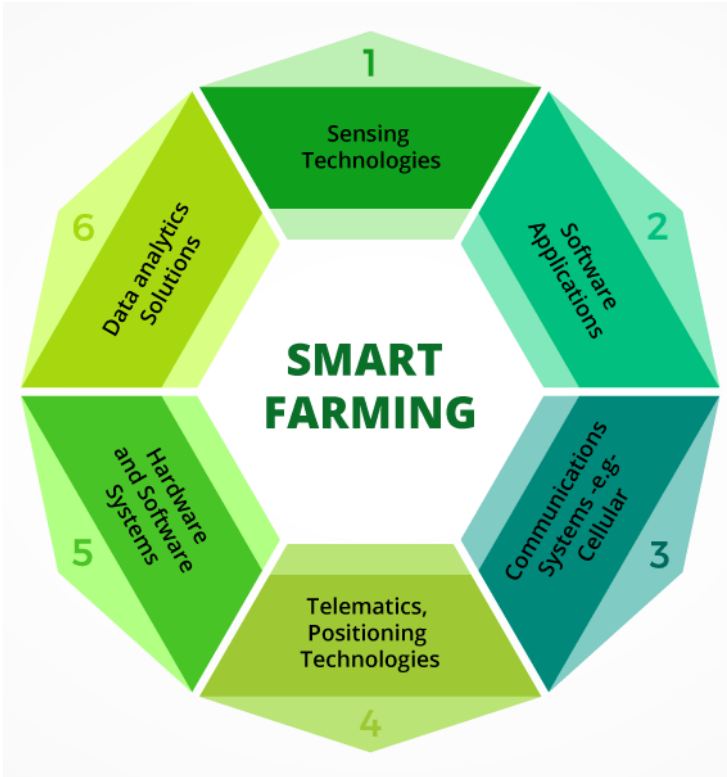 1
Sensing
Technologies
2
Software
Applications
3
Communications
Systems -e.g-
Cellular
4
Telematics,
Positioning
Technologies
5
Hardware
and Software
Systems
6
Data analytics
Solutions
SMART
FARMING